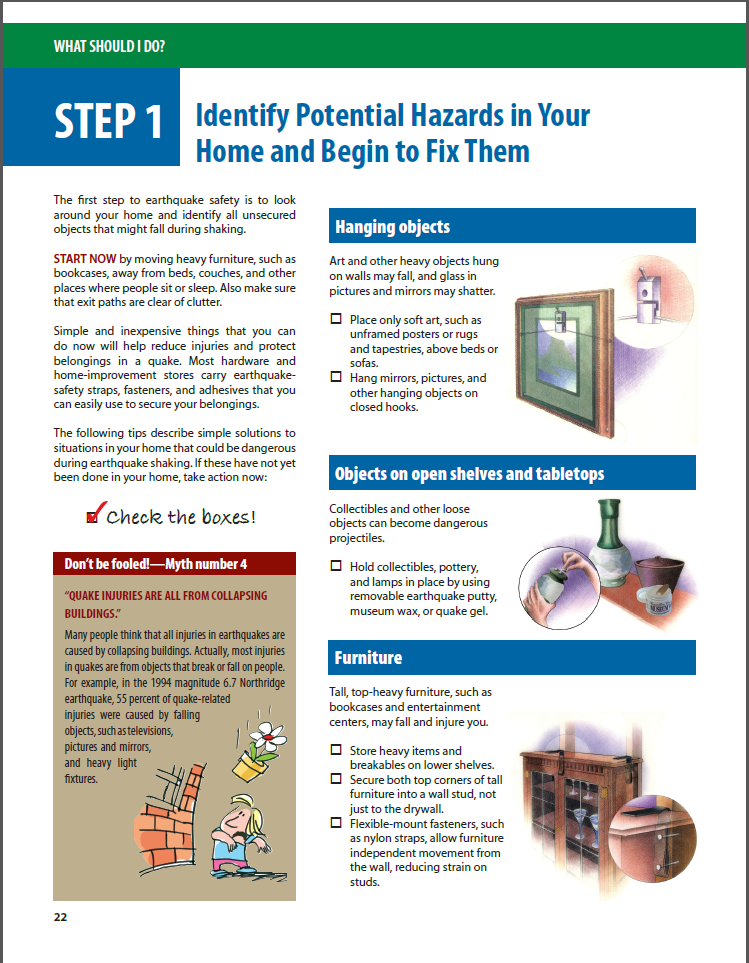 WHAT SHOULD I DO?
STEP 1
Identify Potential Hazards in Your
Home and Begin to Fix Them
The first step to earthquake safety is to look
around your home and identify all unsecured
objects that might fall during shaking.
START NOW by moving heavy furniture, such as
bookcases, away from beds, couches, and other
places where people sit or sleep. Also make sure
that exit paths are clear of clutter.
Simple and inexpensive things that you can
do now will help reduce injuries and protect
belongings in a quake. Most hardware and
home-improvement stores carry earthquake-
safety straps, fasteners, and adhesives that you
can easily use to secure your belongings.
The following tips describe simple solutions to
situations in your home that could be dangerous
during earthquake shaking. If these have not yet
been done in your home, take action now:
Check the boxes!
Don't be fooled!—Myth number 4
"QUAKE INJURIES ARE ALL FROM COLLAPSING
BUILDINGS."
Many people think that all injuries in earthquakes are
caused by collapsing buildings. Actually, most injuries
in quakes are from objects that break or fall on people.
For example, in the 1994 magnitude 6.7 Northridge
earthquake, 55 percent of quake-related
injuries were caused by falling
objects, such as televisions,
pictures and mirrors,
and heavy light
fixtures.
Hanging objects
Art and other heavy objects hung
on walls may fall, and glass in
pictures and mirrors may shatter.
Place only soft art, such as
unframed posters or rugs
and tapestries, above beds or
sofas.
Hang mirrors, pictures, and
other hanging objects on
closed hooks.
Objects on open shelves and tabletops
Collectibles and other loose
objects can become dangerous
projectiles.
Hold collectibles, pottery,
and lamps in place by using
removable earthquake putty,
museum wax, or quake gel.
MUSEUM
Furniture
Tall, top-heavy furniture, such as
bookcases and entertainment
centers, may fall and injure you.
Store heavy items and
breakables on lower shelves.
Secure both top corners of tall
furniture into a wall stud, not
just to the drywall.
Flexible-mount fasteners, such
as nylon straps, allow furniture
independent movement from
the wall, reducing strain on
studs.
22